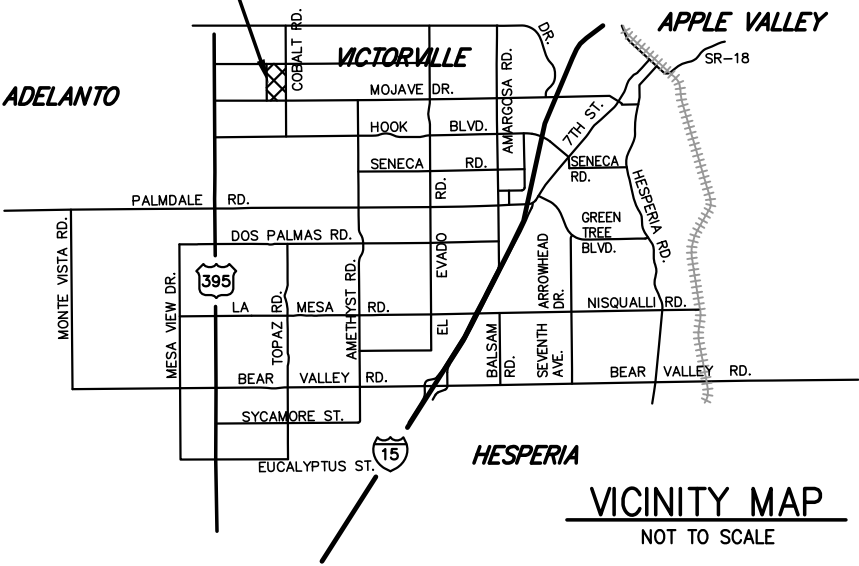 APPLE VALLEY
COBALT RD.
DR.
VICTORVILLE
SR-18
AMARGOSA RD.
ADELANTO
MOJAVE DR.
7TH ST.
HOOK BLVD.
SENECA RD.
SENECA
RD.
HESPERIA RD.
PALMDALE RD.
EL EVADO RD.
MONTE VISTA RD.
GREEN
TREE
BLVD.
DOS PALMAS RD.
395
MESA VIEW DR.
TOPAZ RD.
AMETHYST RD.
ARROWHEAD
DR.
LA MESA RD.
NISQUALLI RD.
BALSAM
RD.
SEVENTH
AVE.
BEAR VALLEY RD.
BEAR VALLEY RD.
SYCAMORE ST.
15
EUCALYPTUS ST.
HESPERIA
VICINITY MAP
NOT TO SCALE